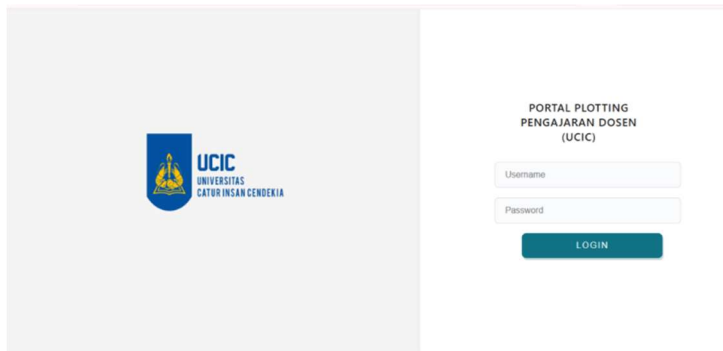 UCIC
UNIVERSITAS
CATUR INSAN CENDEKIA
PORTAL PLOTTING
PENGAJARAN DOSEN
(UCIC)
Username
Password
LOGIN